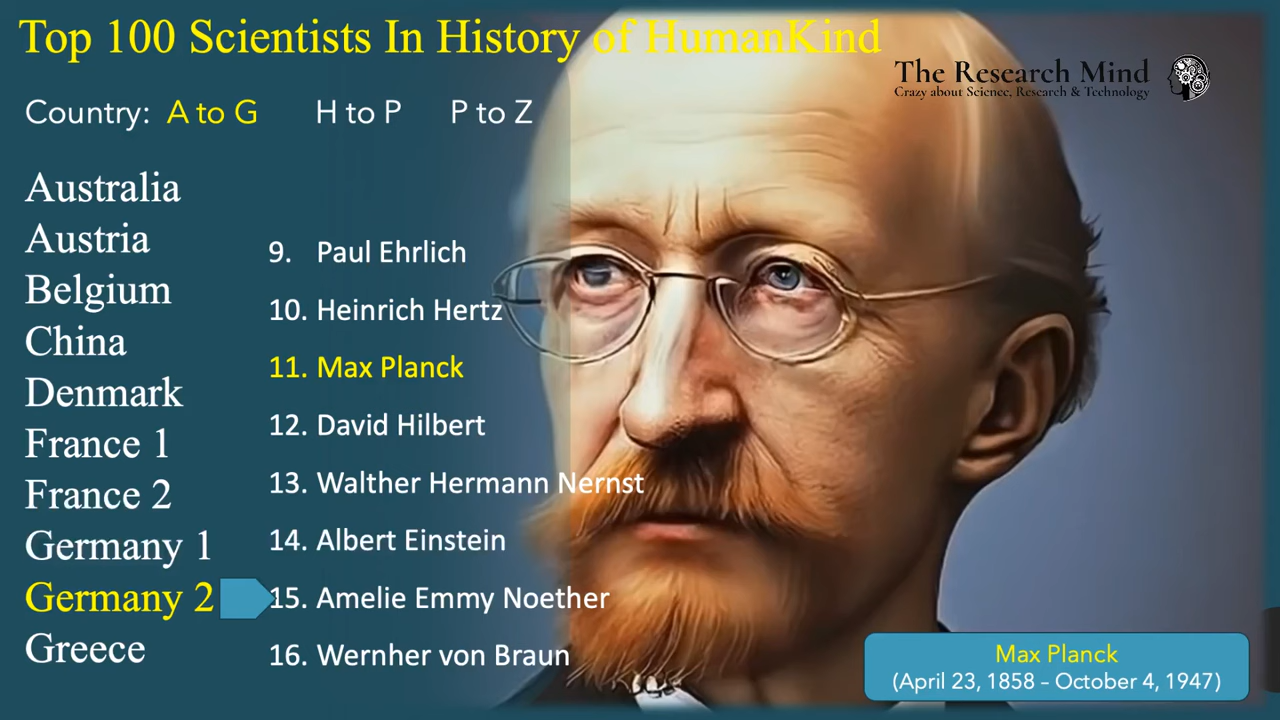 Top 100 Scientists In History of HumanKind
The Research Mind
Crazy about Science, Research & Technology
Country: A to G H to P P to Z
Australia
Austria
Belgium
China
Denmark
France 1
France 2
Germany 1
Germany 2
Greece
9. Paul Ehrlich
10. Heinrich Hertz
11. Max Planck
12. David Hilbert
13. Walther Hermann Nernst
14. Albert Einstein
15. Amelie Emmy Noether
16. Wernher von Braun
Max Planck
(April 23, 1858 – October 4, 1947)